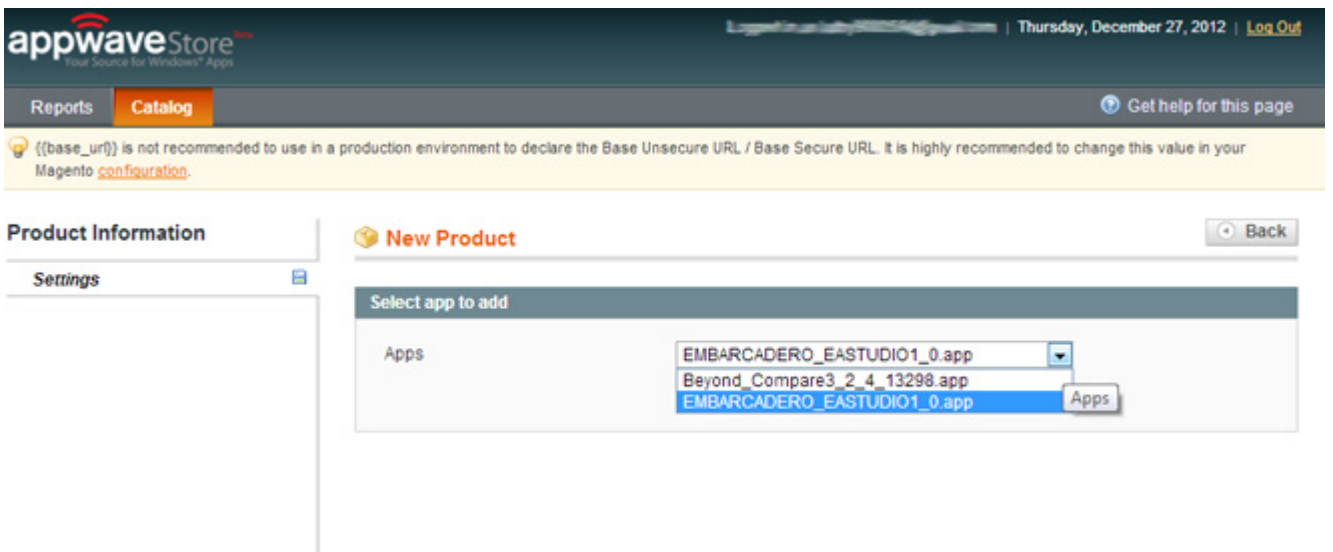 appwaveStore Beta
Your Source for Windows* Apps
| Thursday, December 27, 2012 | Log Out
Reports Catalog Get help for this page
{{base_url}} is not recommended to use in a production environment to declare the Base Unsecure URL / Base Secure URL. It is highly recommended to change this value in your
Magento configuration.
Product Information
Settings
New Product
Back
Select app to add
Apps
EMBARCADERO_EASTUDIO1_0.app
Beyond_Compare3_2_4_13298.app
EMBARCADERO_EASTUDIO1_0.app
Apps